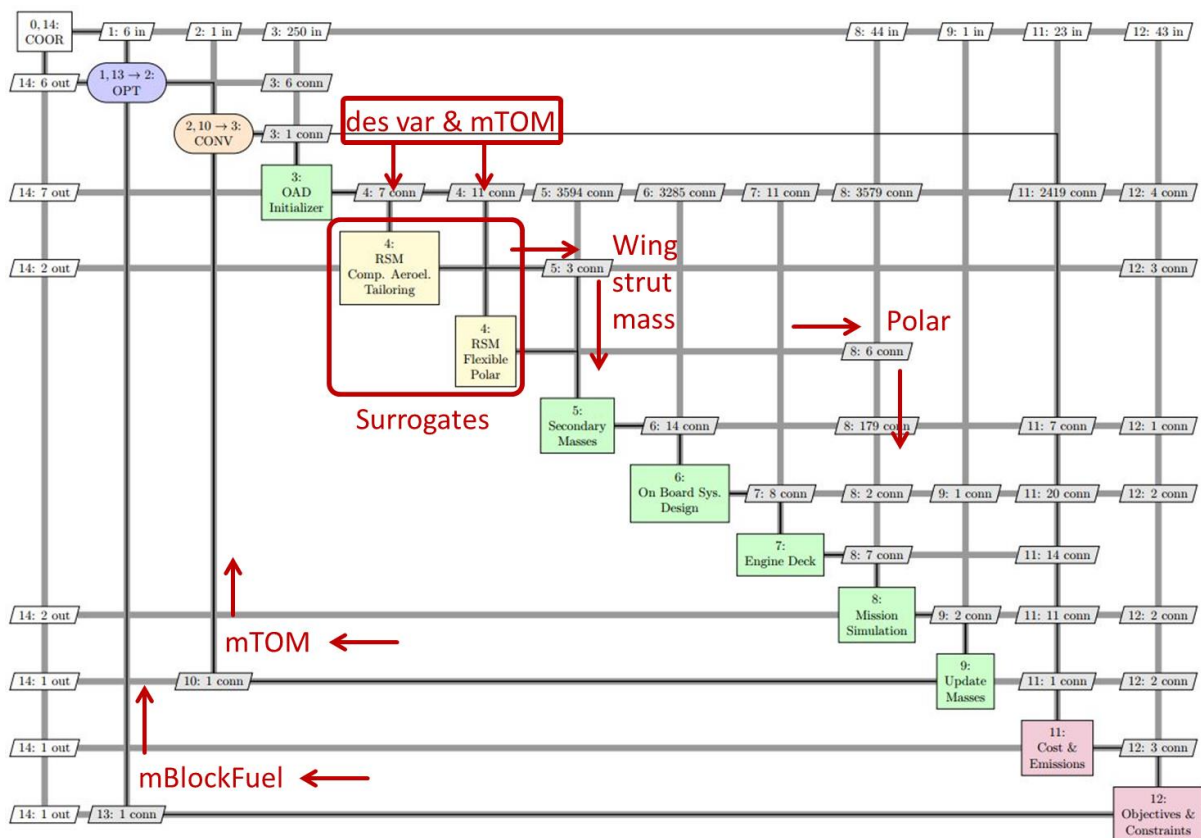 0, 14:
COOR
1: 6 in
2: 1 in
3: 250 in
8: 44 in
9: 1 in
11: 23 in
12: 43 in
14: 6 out
1, 13 → 2:
OPT
3: 6 conn
2, 10 → 3:
CONV
3: 1 conn
des var & mTOM
14: 7 out
3:
OAD
Initializer
4: 7 conn
4: 11 conn
5: 3594 conn
6: 3285 conn
7: 11 conn
8: 3579 conn
11: 2419 conn
12: 4 conn
14: 2 out
4:
RSM
Comp. Aeroel.
Tailoring
5: 3 conn
Wing
strut
mass
12: 3 conn
4:
RSM
Flexible
Polar
Polar
8: 6 conn
Surrogates
5:
Secondary
Masses
6: 14 conn
8: 179 conn
11: 7 conn
12: 1 conn
6:
On Board Sys.
Design
7: 8 conn
8: 2 conn
9: 1 conn
11: 20 conn
12: 2 conn
7:
Engine Deck
8: 7 conn
11: 14 conn
14: 2 out
8:
Mission
Simulation
9: 2 conn
11: 11 conn
12: 2 conn
mTOM
14: 1 out
10: 1 conn
9:
Update
Masses
11: 1 conn
12: 2 conn
14: 1 out
11:
Cost &
Emissions
12: 3 conn
mBlockFuel
14: 1 out
13: 1 conn
12:
Objectives &
Constraints